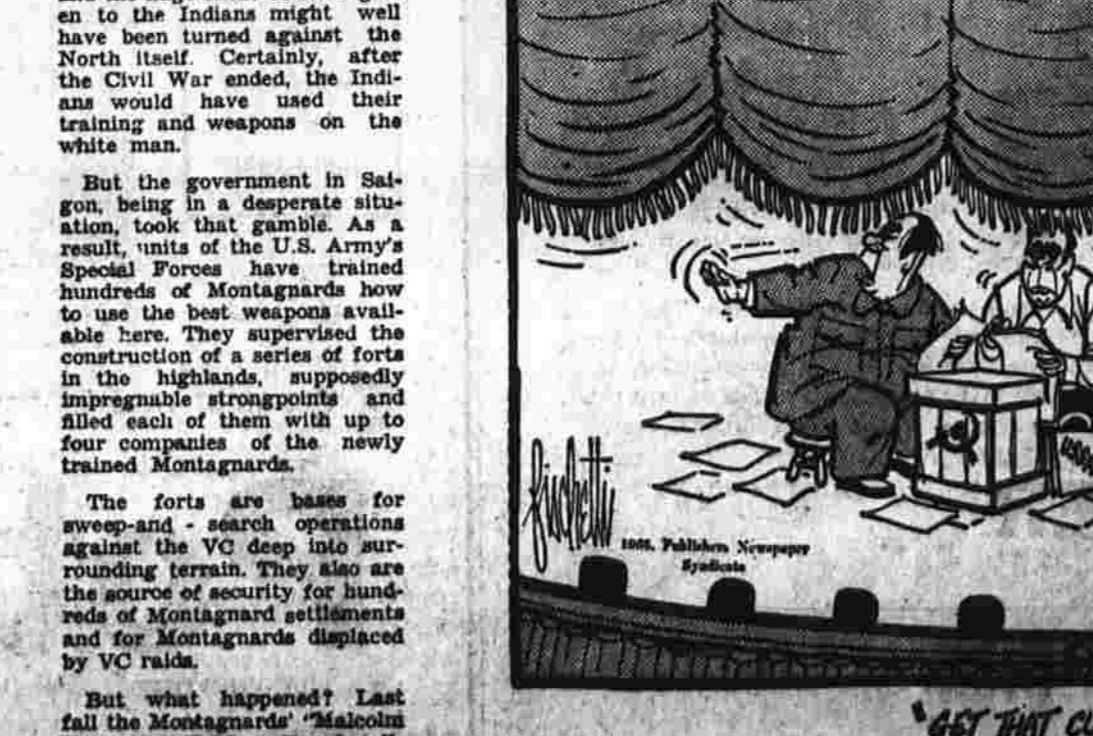 en to the Indians might well
have been turned against the
North itself. Certainly, after
the Civil War ended, the Indi-
ans would have used their
training and weapons on the
white man.
But the government in Sai-
gon, being in a desperate situ-
ation, took that gamble. As a
result, units of the U.S. Army's
Special Forces have trained
hundreds of Montagnards how
to use the best weapons avail-
able here. They supervised the
construction of a series of forts
in the highlands, supposedly
impregnable strongpoints and
filled each of them with up to
four companies of the newly
trained Montagnards.
The forts are bases for
sweep-and - search operations
against the VC deep into sur-
rounding terrain. They also are
the source of security for hund-
reds of Montagnard settlements
and for Montagnards displaced
by VC raids.
But what happened? Last
fall the Montagnards' "Malcolm
fischetti
Publishers Newspaper
Syndicate
"GET THAT